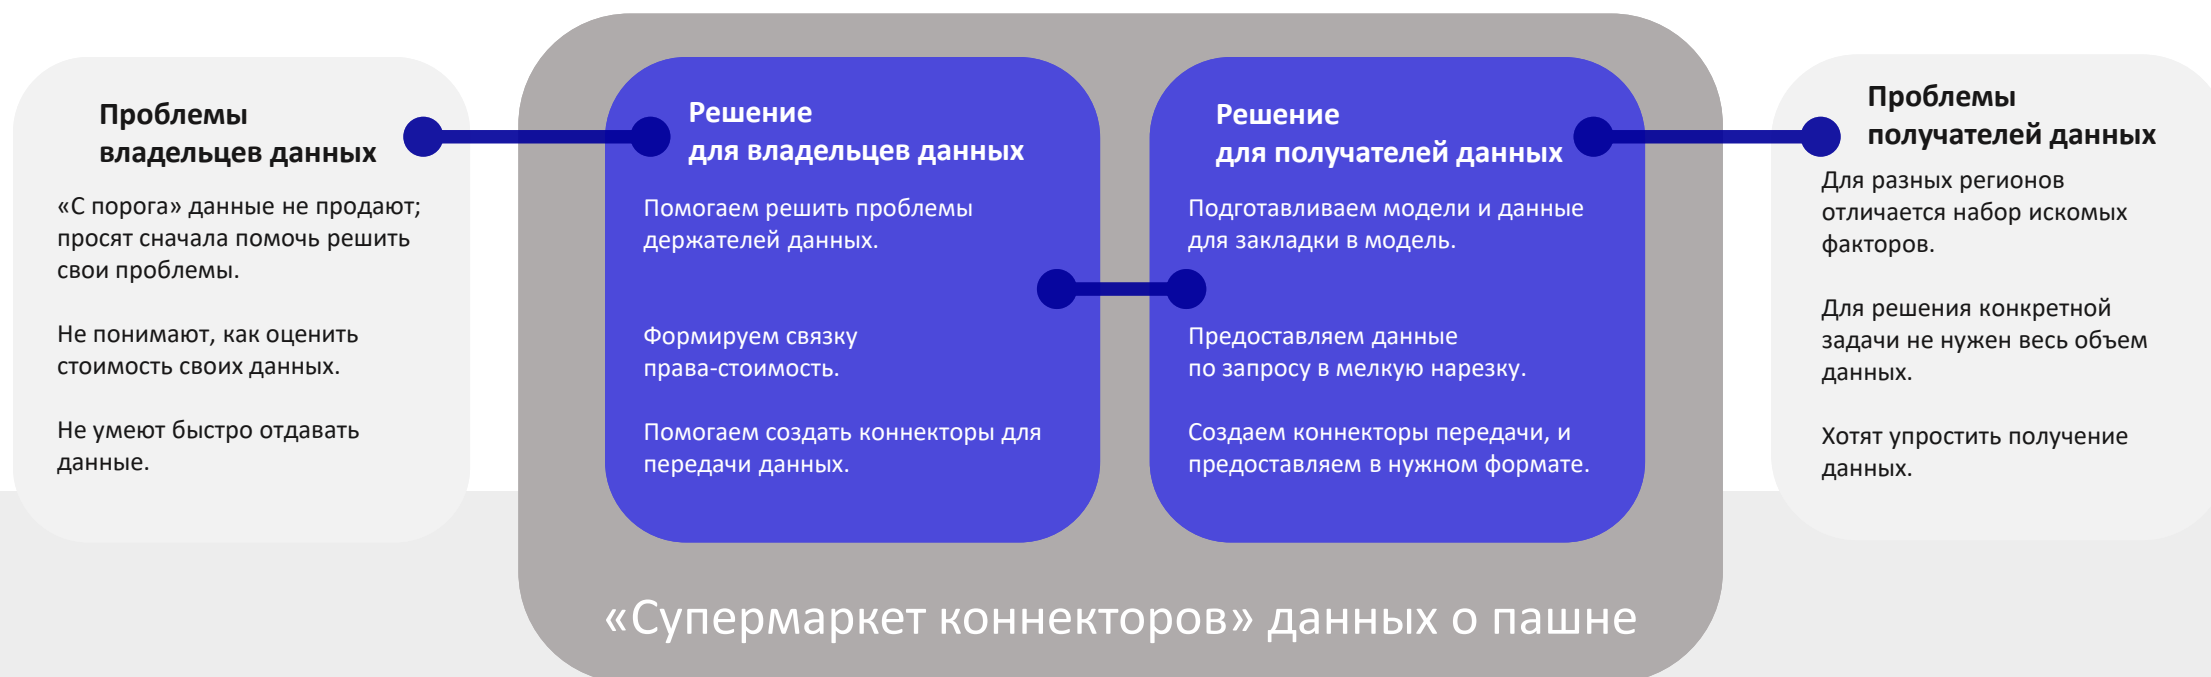 Проблемы
владельцев данных
«С порога» данные не продают;
просят сначала помочь решить
свои проблемы.
Не понимают, как оценить
стоимость своих данных.
Не умеют быстро отдавать
данные.
Решение
для владельцев данных
Помогаем решить проблемы
держателей данных.
Формируем связку
права-стоимость.
Помогаем создать коннекторы для
передачи данных.
Решение
для получателей данных
Подготавливаем модели и данные
для закладки в модель.
Предоставляем данные
по запросу в мелкую нарезку.
Создаем коннекторы передачи, и
предоставляем в нужном формате.
Проблемы
получателей данных
Для разных регионов
отличается набор искомых
факторов.
Для решения конкретной
задачи не нужен весь объем
данных.
Хотят упростить получение
данных.
«Супермаркет коннекторов» данных о пашне